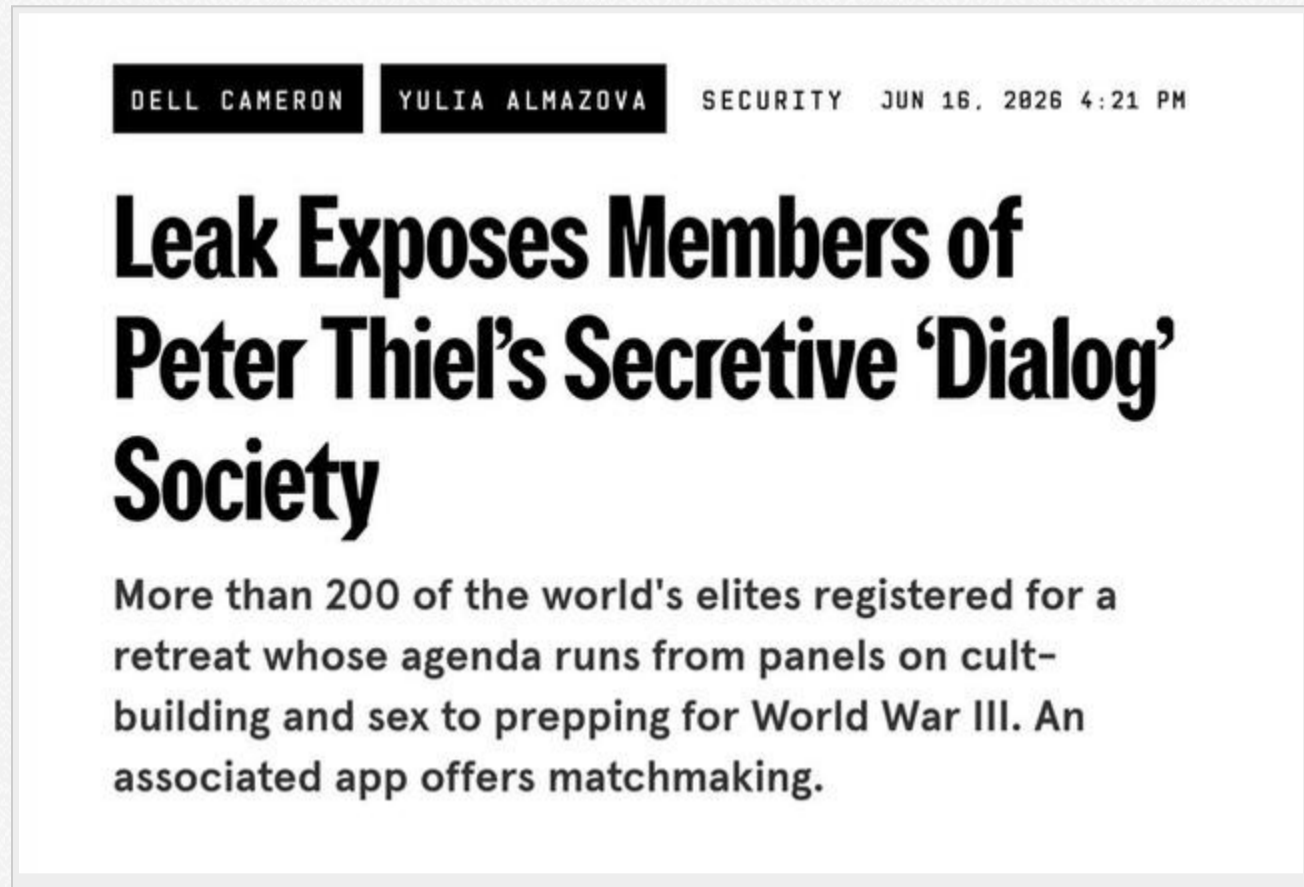 DELL CAMERON YULIA ALMAZOVA SECURITY JUN 16, 2026 4:21 PM
Leak Exposes Members of
Peter Thiel’s Secretive ‘Dialog’
Society
More than 200 of the world's elites registered for a
retreat whose agenda runs from panels on cult-
building and sex to prepping for World War III. An
associated app offers matchmaking.